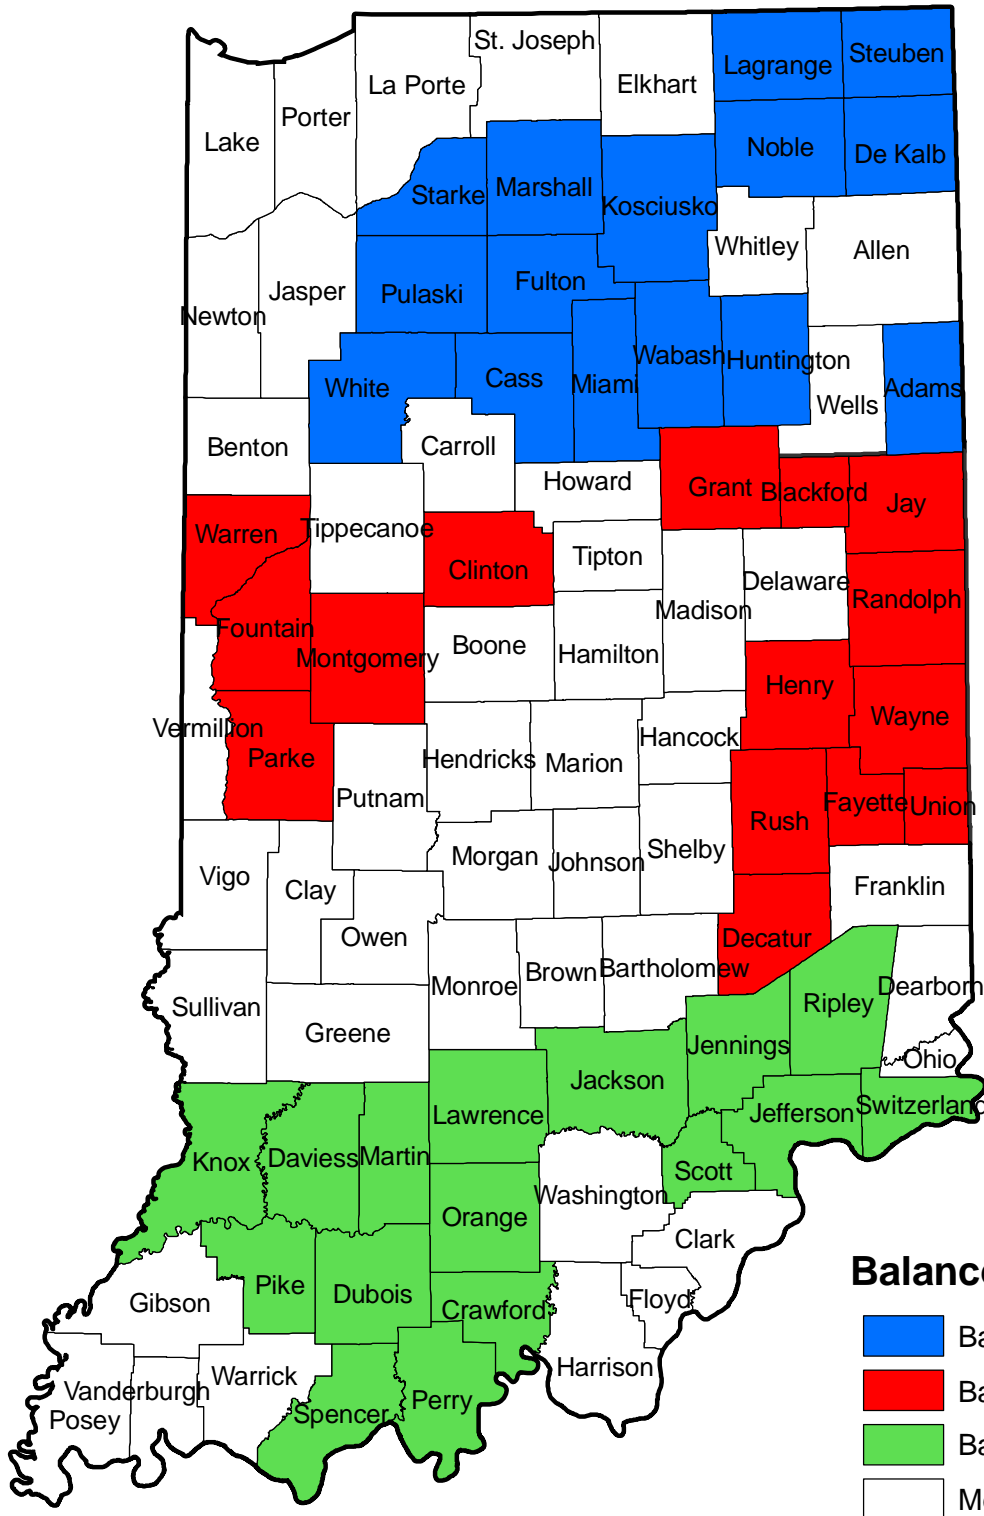 St. Joseph
Lagrange
Steuben
La Porte
Elkhart
Porter
Lake
Noble
De Kalb
Starke
Marshall
Kosciusko
Whitley
Allen
Jasper
Pulaski
Fulton
Newton
White
Cass
Miami
Wabash
Huntington
Adams
Wells
Benton
Carroll
Howard
Grant
Blackford
Jay
Warren
Tippecanoe
Clinton
Tipton
Delaware
Madison
Randolph
Fountain
Montgomery
Boone
Hamilton
Henry
Wayne
Vermillion
Parke
Hendricks
Marion
Hancock
Putnam
Rush
Fayette
Union
Morgan
Johnson
Shelby
Vigo
Clay
Franklin
Owen
Decatur
Monroe
Brown
Bartholomew
Dearborn
Sullivan
Ripley
Greene
Jennings
Ohio
Jackson
Lawrence
Jefferson
Switzerland
Knox
Daviess
Martin
Scott
Washington
Orange
Clark
Pike
Dubois
Gibson
Crawford
Floyd
Harrison
Warrick
Vanderburgh
Posey
Spencer
Perry
Balance
Ba
Ba
Ba